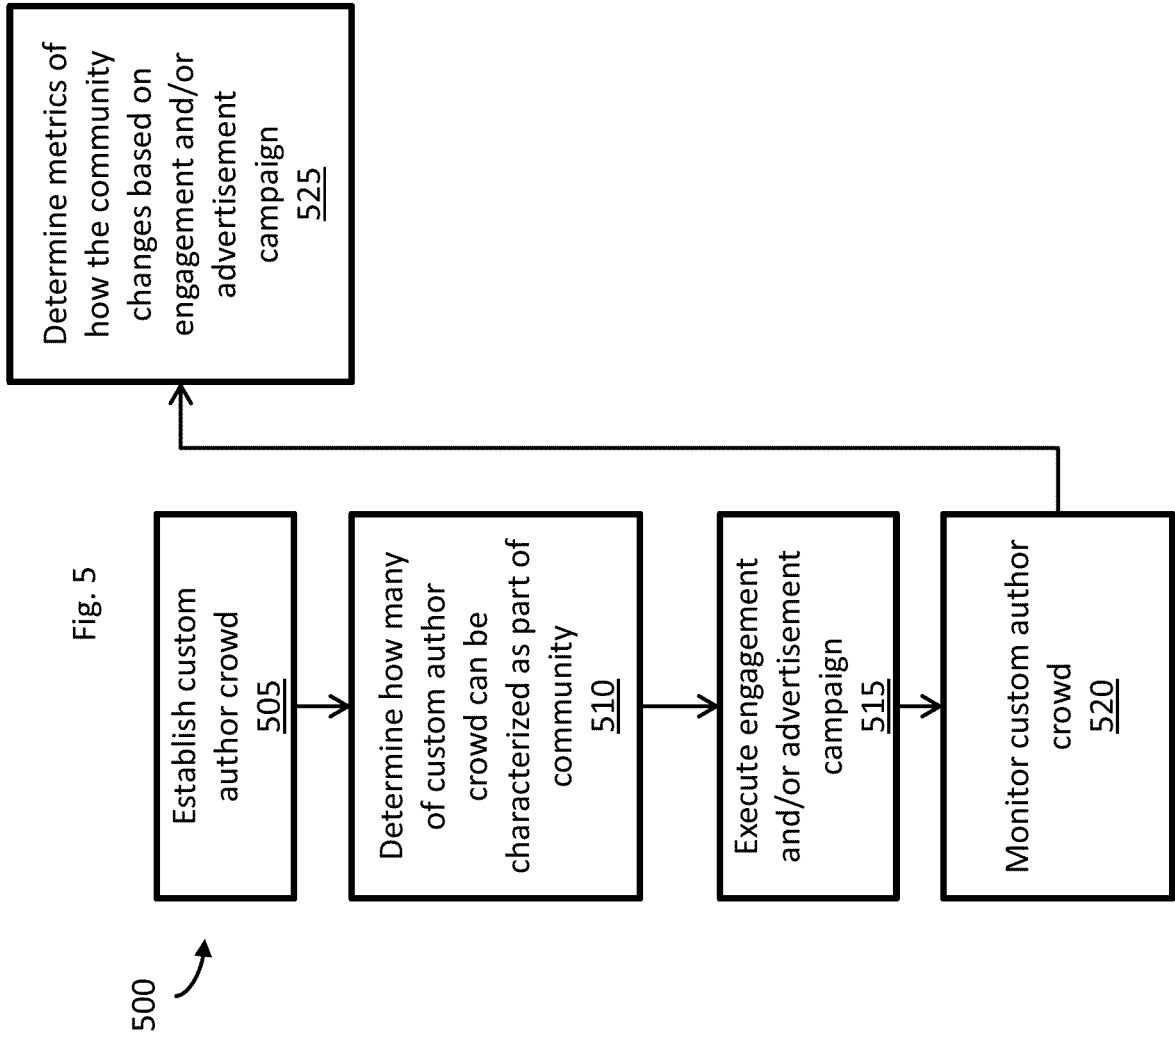 Fig. 5
500
Establish custom
author crowd
505
Determine how many
of custom author
crowd can be
characterized as part of
community
510
Execute engagement
and/or advertisement
campaign
515
Monitor custom author
crowd
520
Determine metrics of
how the community
changes based on
engagement and/or
advertisement
campaign
525